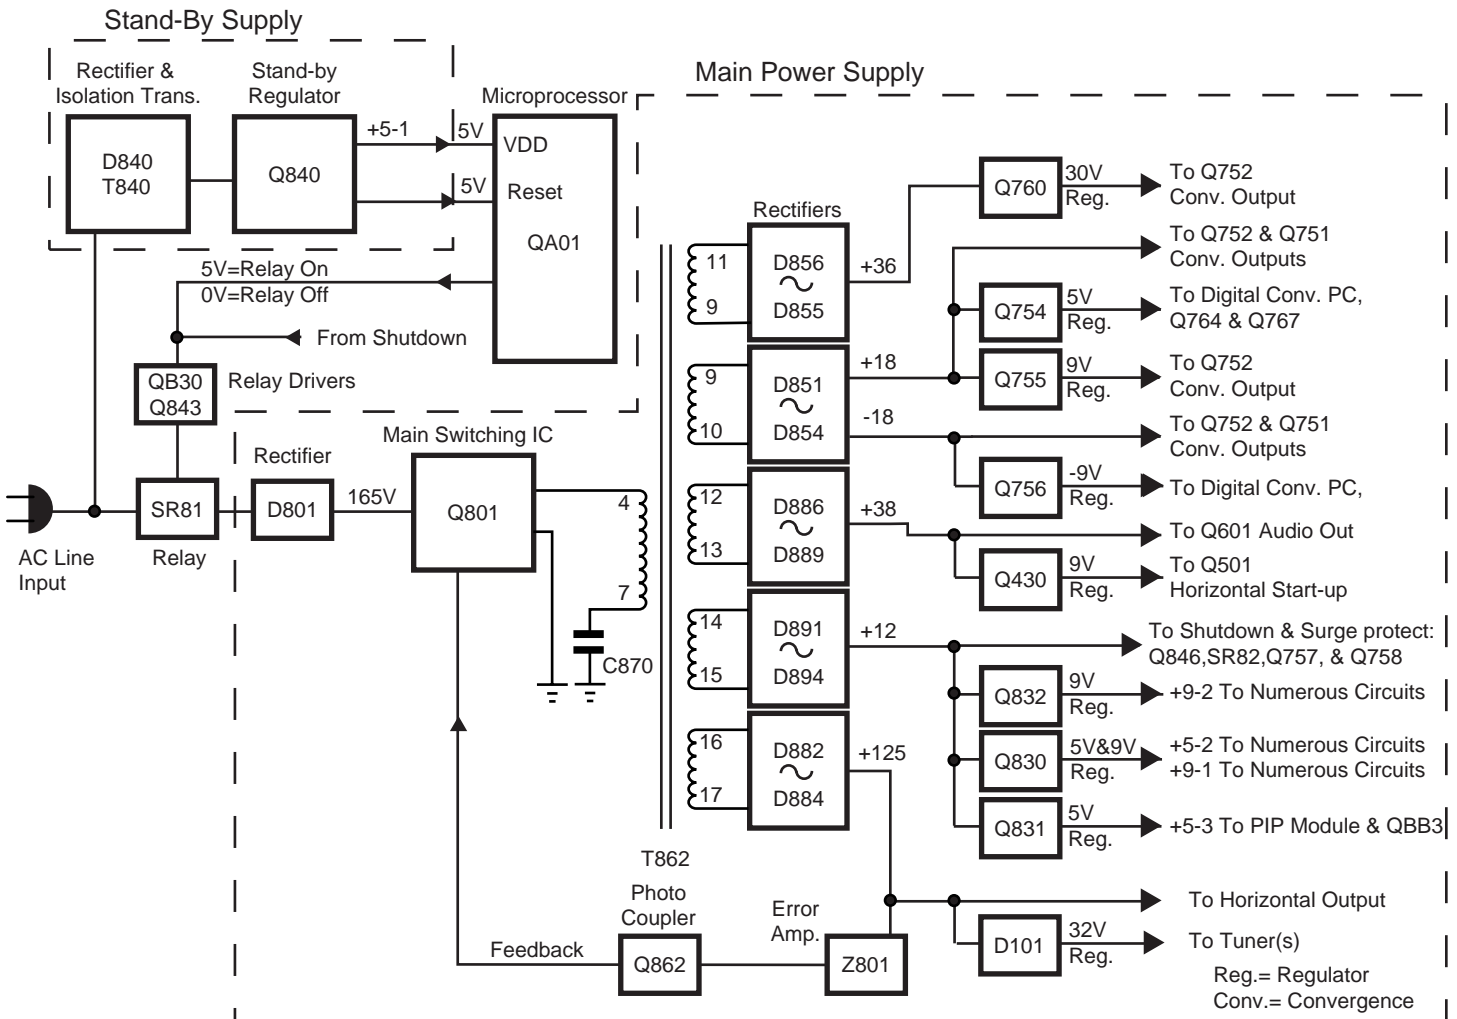 Stand-By Supply
Rectifier &
Isolation Trans.
Stand-by
Regulator
Microprocessor
Main Power Supply
D840
T840
Q840
+5-1
5V
VDD
5V
Reset
QA01
5V=Relay On
0V=Relay Off
From Shutdown
QB30
Q843
Relay Drivers
Main Switching IC
Rectifier
AC Line
Input
SR81
Relay
D801
165V
Q801
4
7
C870
T862
Rectifiers
11
9
D856
D855
+36
Q760
30V
Reg.
To Q752
Conv. Output
To Q752 & Q751
Conv. Outputs
Q754
5V
Reg.
To Digital Conv. PC,
Q764 & Q767
9
10
D851
D854
+18
-18
Q755
9V
Reg.
To Q752
Conv. Output
To Q752 & Q751
Conv. Outputs
Q756
-9V
Reg.
To Digital Conv. PC,
12
13
D886
D889
+38
To Q601 Audio Out
Q430
9V
Reg.
To Q501
Horizontal Start-up
14
15
D891
D894
+12
To Shutdown & Surge protect:
Q846,SR82,Q757, & Q758
Q832
9V
Reg.
+9-2 To Numerous Circuits
16
17
D882
D884
+125
Q830
5V&9V
Reg.
+5-2 To Numerous Circuits
+9-1 To Numerous Circuits
Q831
5V
Reg.
+5-3 To PIP Module & QBB3
To Horizontal Output
D101
32V
Reg.
To Tuner(s)
Feedback
Photo
Coupler
Q862
Error
Amp.
Z801
Reg.= Regulator
Conv.= Convergence